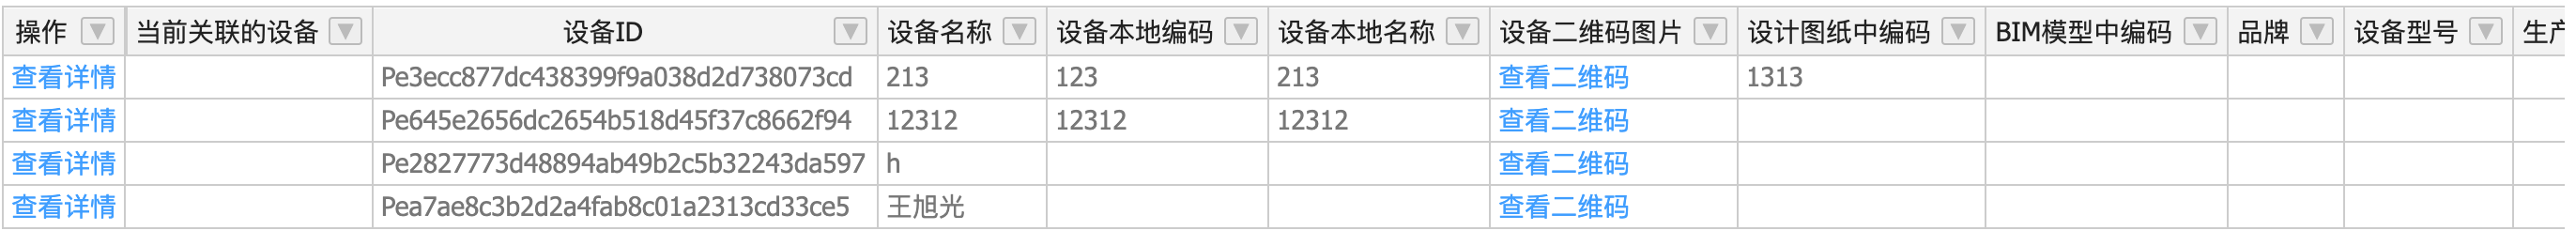 操作 当前关联的设备 设备ID 设备名称 设备本地编码 设备本地名称 设备二维码图片 设计图纸中编码 BIM模型中编码 品牌 设备型号 生产
查看详情 Pe3ecc877dc438399f9a038d2d738073cd 213 123 213 查看二维码 1313
查看详情 Pe645e2656dc2654b518d45f37c8662f94 12312 12312 12312 查看二维码
查看详情 Pe2827773d48894ab49b2c5b32243da597 h 查看二维码
查看详情 Pea7ae8c3b2d2a4fab8c01a2313cd33ce5 王旭光 查看二维码